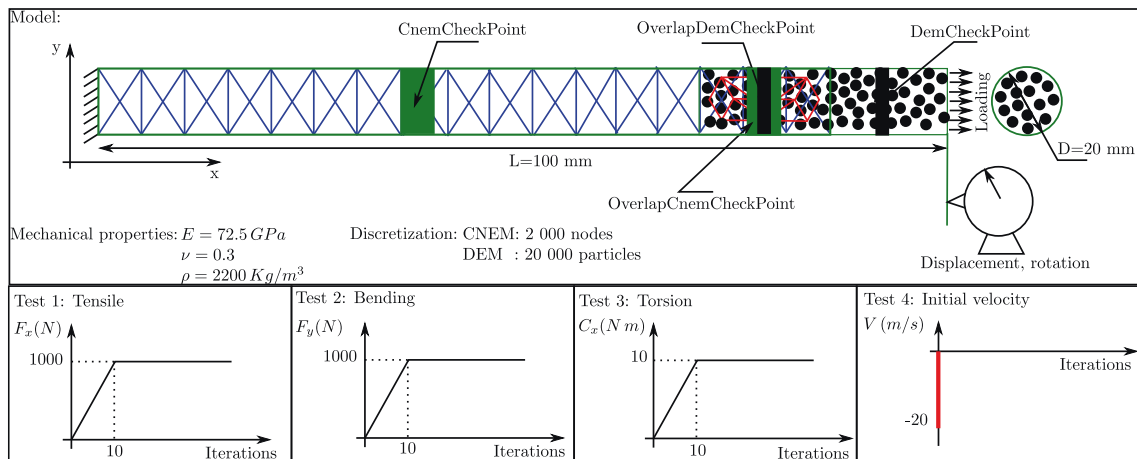 Model:
CnemCheckPoint
OverlapDemCheckPoint
DemCheckPoint
y
x
L=100 mm
Loading
D=20 mm
OverlapCnemCheckPoint
Displacement, rotation
Mechanical properties: E = 72.5 GPa
ν = 0.3
ρ = 2200 Kg/m³
Discretization: CNEM: 2 000 nodes
DEM : 20 000 particles
Test 1: Tensile
F_x(N)
1000
10
Iterations
Test 2: Bending
F_y(N)
1000
10
Iterations
Test 3: Torsion
C_x(N m)
10
10
Iterations
Test 4: Initial velocity
V (m/s)
Iterations
-20